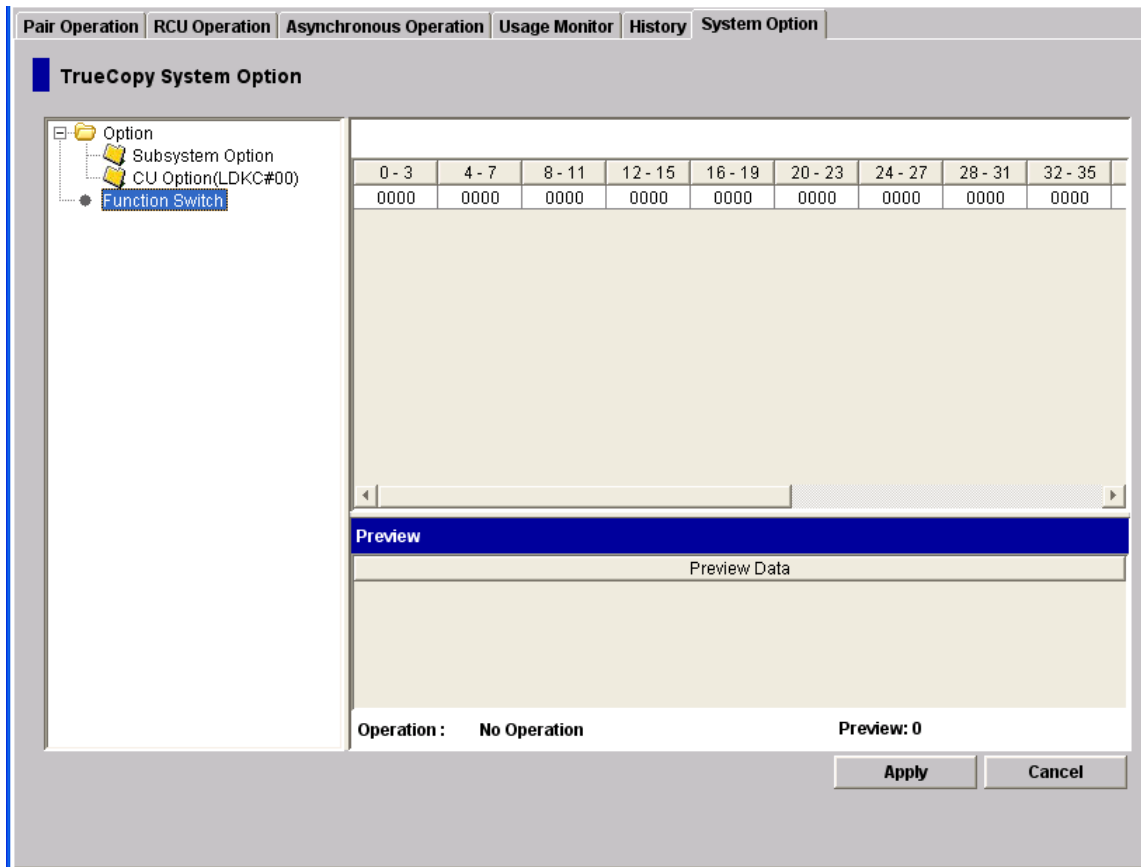 Pair Operation RCU Operation Asynchronous Operation Usage Monitor History System Option
TrueCopy System Option
Option
Subsystem Option
CU Option(LDKC#00)
Function Switch
0 - 3 4 - 7 8 - 11 12 - 15 16 - 19 20 - 23 24 - 27 28 - 31 32 - 35
0000 0000 0000 0000 0000 0000 0000 0000 0000
Preview
Preview Data
Operation : No Operation Preview: 0
Apply Cancel